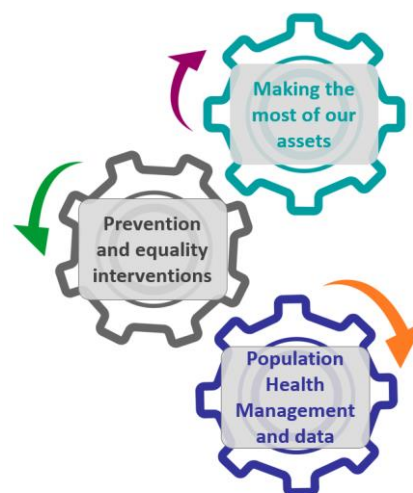 Making the
most of our
assets
Prevention
and equality
interventions
Population
Health
Management
and data